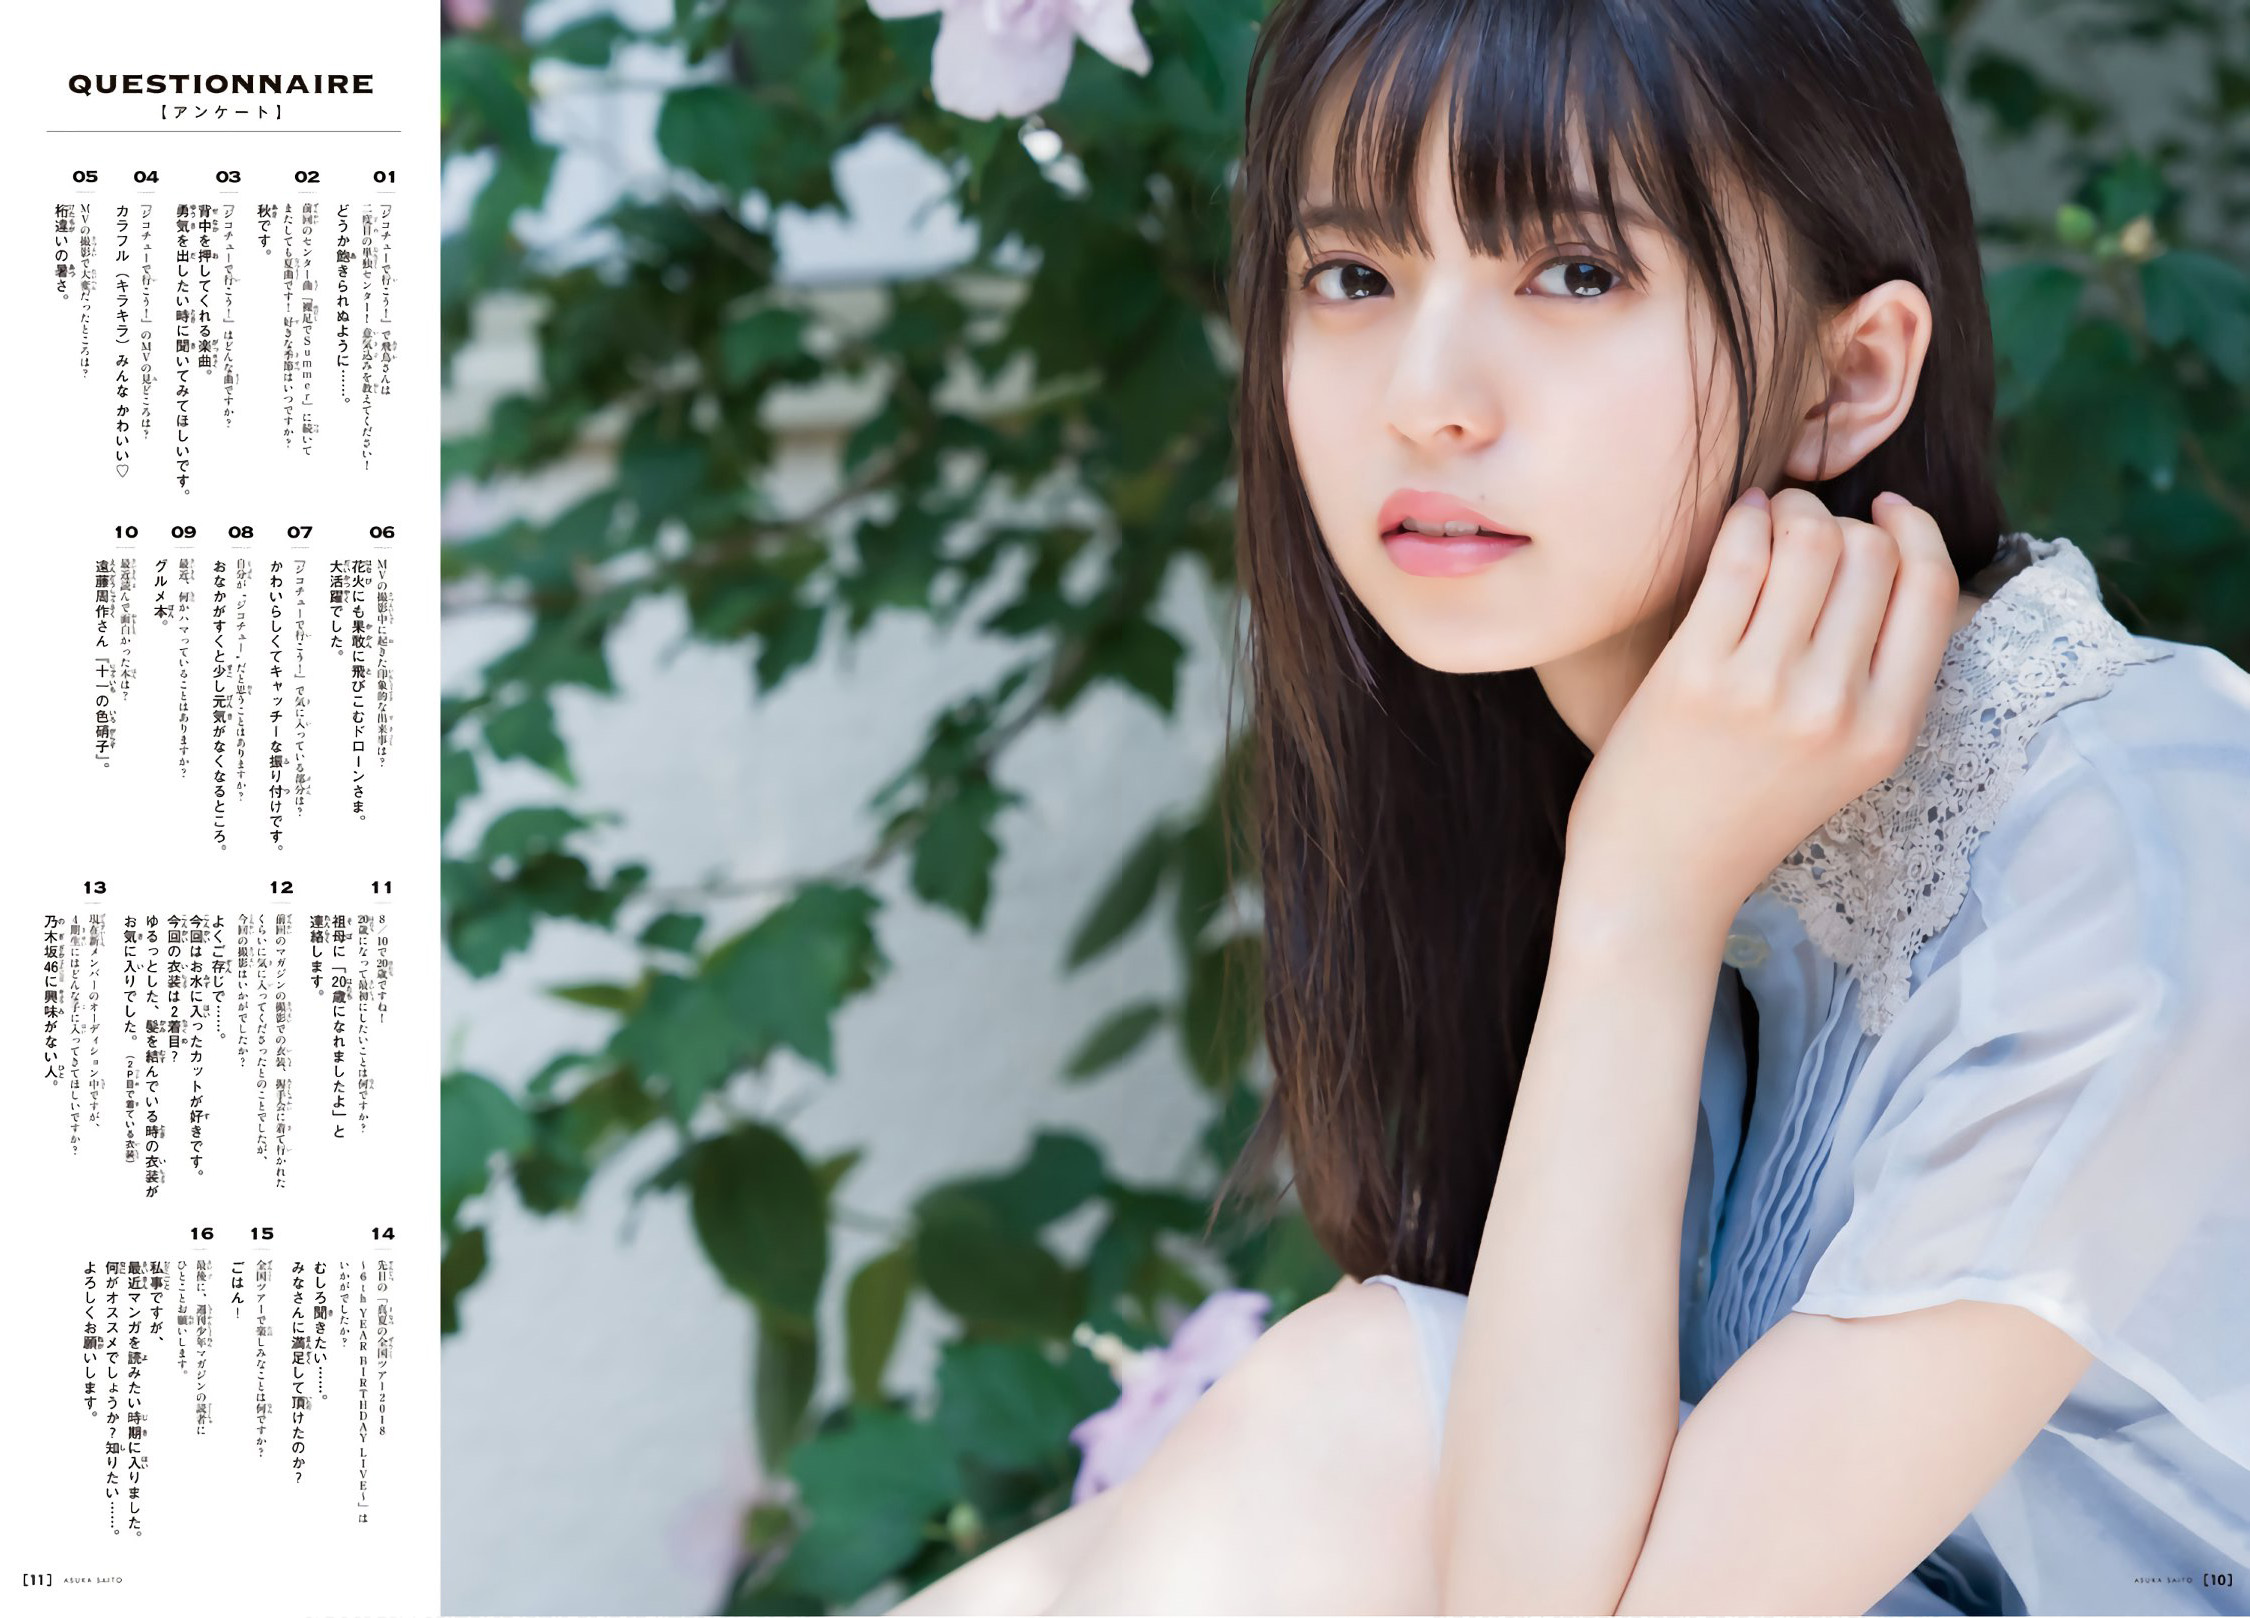 QUESTIONNAIRE
【アンケート】
01
『ジコチューで行こう!』で飛鳥さんは
二度目の単独センター! 意気込みを教えてください!
どうか飽きられぬように……。
02
前回のセンター曲『裸足でSummer』に続いて
またしても夏曲です! 好きな季節はいつですか?
秋です。
03
『ジコチューで行こう!』はどんな曲ですか?
背中を押してくれる楽曲。
勇気を出したい時に聞いてみてほしいです。
04
『ジコチューで行こう!』のMVの見どころは?
カラフル(キラキラ)みんな かわいい♡
05
MVの撮影で大変だったところは?
桁違いの暑さ。
06
MVの撮影中に起きた印象的な出来事は?
花火にも果敢に飛びこむドローンさま。
大活躍でした。
07
『ジコチューで行こう!』で気に入っている部分は?
かわいらしくてキャッチーな振り付けです。
08
自分が“ジコチュー”だと思うことはありますか?
おなかがすくと少し元気がなくなるところ。
09
最近、何かハマっていることはありますか?
グルメ本。
10
最近読んで面白かった本は?
遠藤周作さん『十一の色硝子』。
11
8/10で20歳ですね!
20歳になって最初にしたいことは何ですか?
祖母に「20歳になれましたよ」と
連絡します。
12
前回のマガジンの撮影での衣装、握手会に着て行かれた
くらいに気に入ってくださったとのことでしたが、
今回の撮影はいかがでしたか?
よくご存じで……。
今回はお水に入ったカットが好きです。
今回の衣装は2着目?
ゆるっとした、髪を結んでいる時の衣装が
お気に入りでした。(2P目で着ている衣装)
13
現在新メンバーのオーディション中ですが、
4期生にはどんな子に入ってきてほしいですか?
乃木坂46に興味がない人。
14
先日の「真夏の全国ツアー2018
~6th YEAR BIRTHDAY LIVE~」は
いかがでしたか?
むしろ聞きたい……。
みなさんに満足して頂けたのか?
15
全国ツアーで楽しみなことは何ですか?
ごはん!
16
最後に、週刊少年マガジンの読者に
ひとことお願いします。
私事ですが、
最近マンガを読みたい時期に入りました。
何がオススメでしょうか?知りたい……。
よろしくお願いします。
[11] ASUKA SAITO
ASUKA SAITO [10]